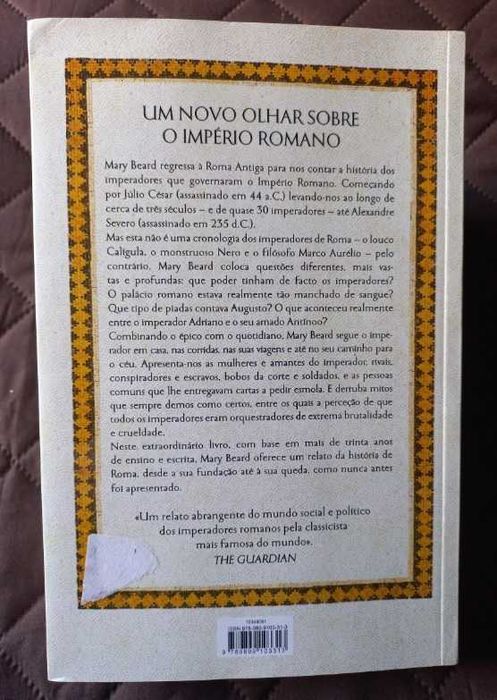 UM NOVO OLHAR SOBRE
O IMPÉRIO ROMANO
Mary Beard regressa à Roma Antiga para nos contar a história dos
imperadores que governaram o Império Romano. Começando
por Júlio César (assassinado em 44 a.C.) levando-nos ao longo de
cerca de três séculos – e de quase 30 imperadores – até Alexandre
Severo (assassinado em 235 d.C.).
Mas esta não é uma cronologia dos imperadores de Roma – o louco
Calígula, o monstruoso Nero e o filósofo Marco Aurélio – pelo
contrário, Mary Beard coloca questões diferentes, mais vas-
tas e profundas: que poder tinham de facto os imperadores?
O palácio romano estava realmente tão manchado de sangue?
Que tipo de piadas contava Augusto? O que aconteceu realmente
entre o imperador Adriano e o seu amado Antínoo?
Combinando o épico com o quotidiano, Mary Beard segue o impe-
rador em casa, nas corridas, nas suas viagens e até no seu caminho para
o céu. Apresenta-nos as mulheres e amantes do imperador, rivais,
conspiradores e escravos, bobos da corte e soldados, e as pessoas
comuns que lhe entregavam cartas a pedir esmola. E derruba mitos
que sempre demos como certos, entre os quais a perceção de que
todos os imperadores eram orquestradores de extrema brutalidade
e crueldade.
Neste extraordinário livro, com base em mais de trinta anos
de ensino e escrita, Mary Beard oferece um relato da história de
Roma, desde a sua fundação até à sua queda, como nunca antes
foi apresentado.
«Um relato abrangente do mundo social e político
dos imperadores romanos pela classicista
mais famosa do mundo».
THE GUARDIAN